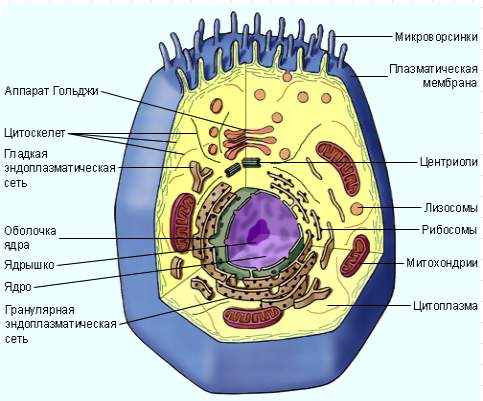 Микроворсинки
Плазматическая
мембрана
Аппарат Гольджи
Цитоскелет
Гладкая
эндоплазматическая
сеть
Центриоли
Лизосомы
Рибосомы
Митохондрии
Цитоплазма
Оболочка
ядра
Ядрышко
Ядро
Гранулярная
эндоплазматическая
сеть